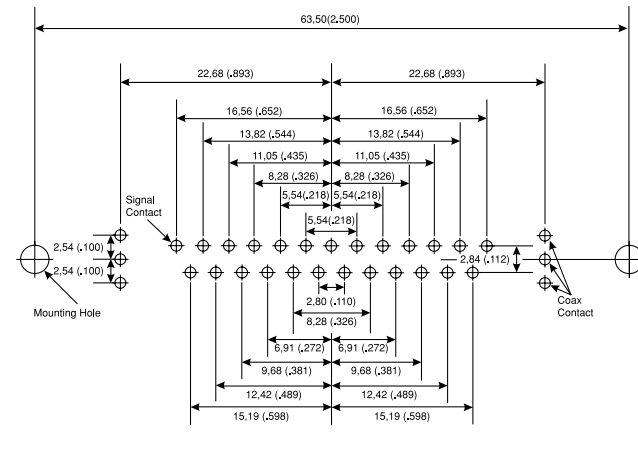 63,50(2.500)
22,68 (.893) 22,68 (.893)
16,56 (.652) 16,56 (.652)
13,82 (.544) 13,82 (.544)
11,05 (.435) 11,05 (.435)
8,28 (.326) 8,28 (.326)
5,54(.218) 5,54(.218)
5,54(.218)
Signal
Contact
2,54 (.100)
2,54 (.100)
2,84 (.112)
Mounting Hole
Coax
Contact
2,80 (.110)
8,28 (.326)
6,91 (.272) 6,91 (.272)
9,68 (.381) 9,68 (.381)
12,42 (.489) 12,42 (.489)
15,19 (.598) 15,19 (.598)